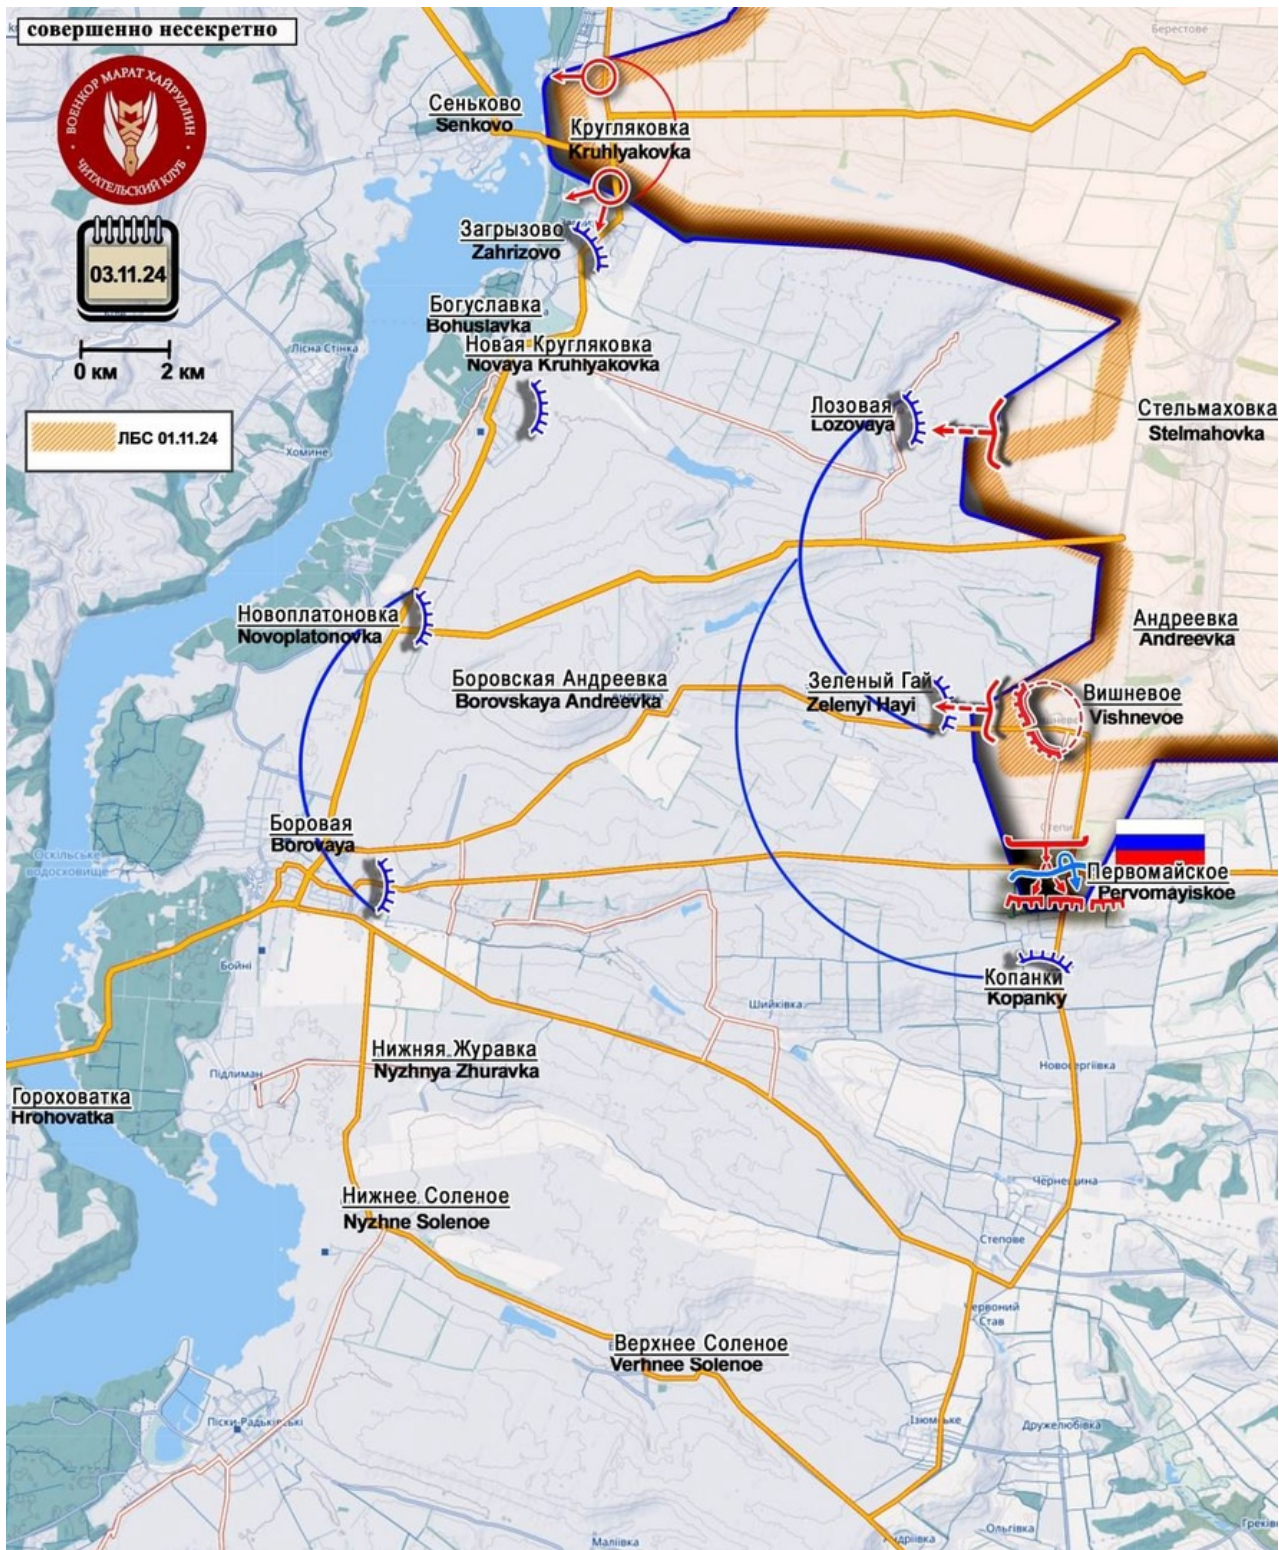 совершенно несекретно
Берестове
ВОЕНКОР МАРАТ ХАЙРУЛЛИН
ЧИТАТЕЛЬСКИЙ КЛУБ
Сеньково
Senkovo
Кругляковка
Kruhlyakovka
03.11.24
Загрызово
Zahrizovo
Богуславка
Bohuslavka
Новая Кругляковка
Novaya Kruhlyakovka
Лісна Стінка
0 км 2 км
ЛБС 01.11.24
Хомине
Лозовая
Lozovaya
Стельмаховка
Stelmahovka
Новоплатоновка
Novoplatonovka
Андреевка
Andreevka
Боровская Андреевка
Borovskaya Andreevka
Зеленый Гай
Zelenyi Hayi
Вишневое
Vishnevoe
Боровая
Borovaya
Степи
Оскільське
водосховище
Первомайское
Pervomayiskoe
Бойні
Копанки
Kopanky
Шийківка
Нижняя Журавка
Nyzhnya Zhuravka
Підлиман
Гороховатка
Hrohovatka
Нижнее Соленое
Nyzhne Solenoe
Степове
Став
Верхнее Соленое
Verhnee Solenoe
Піски-Радьківські
Дружелюбівка
Ольгівка
Маліївка